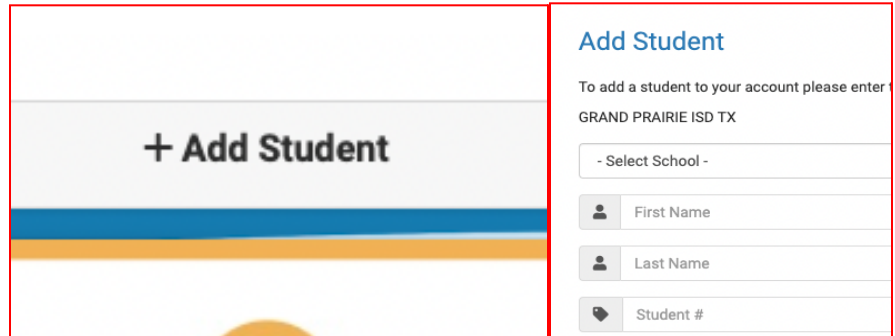 + Add Student
Add Student
To add a student to your account please enter
GRAND PRAIRIE ISD TX
- Select School -
First Name
Last Name
Student #